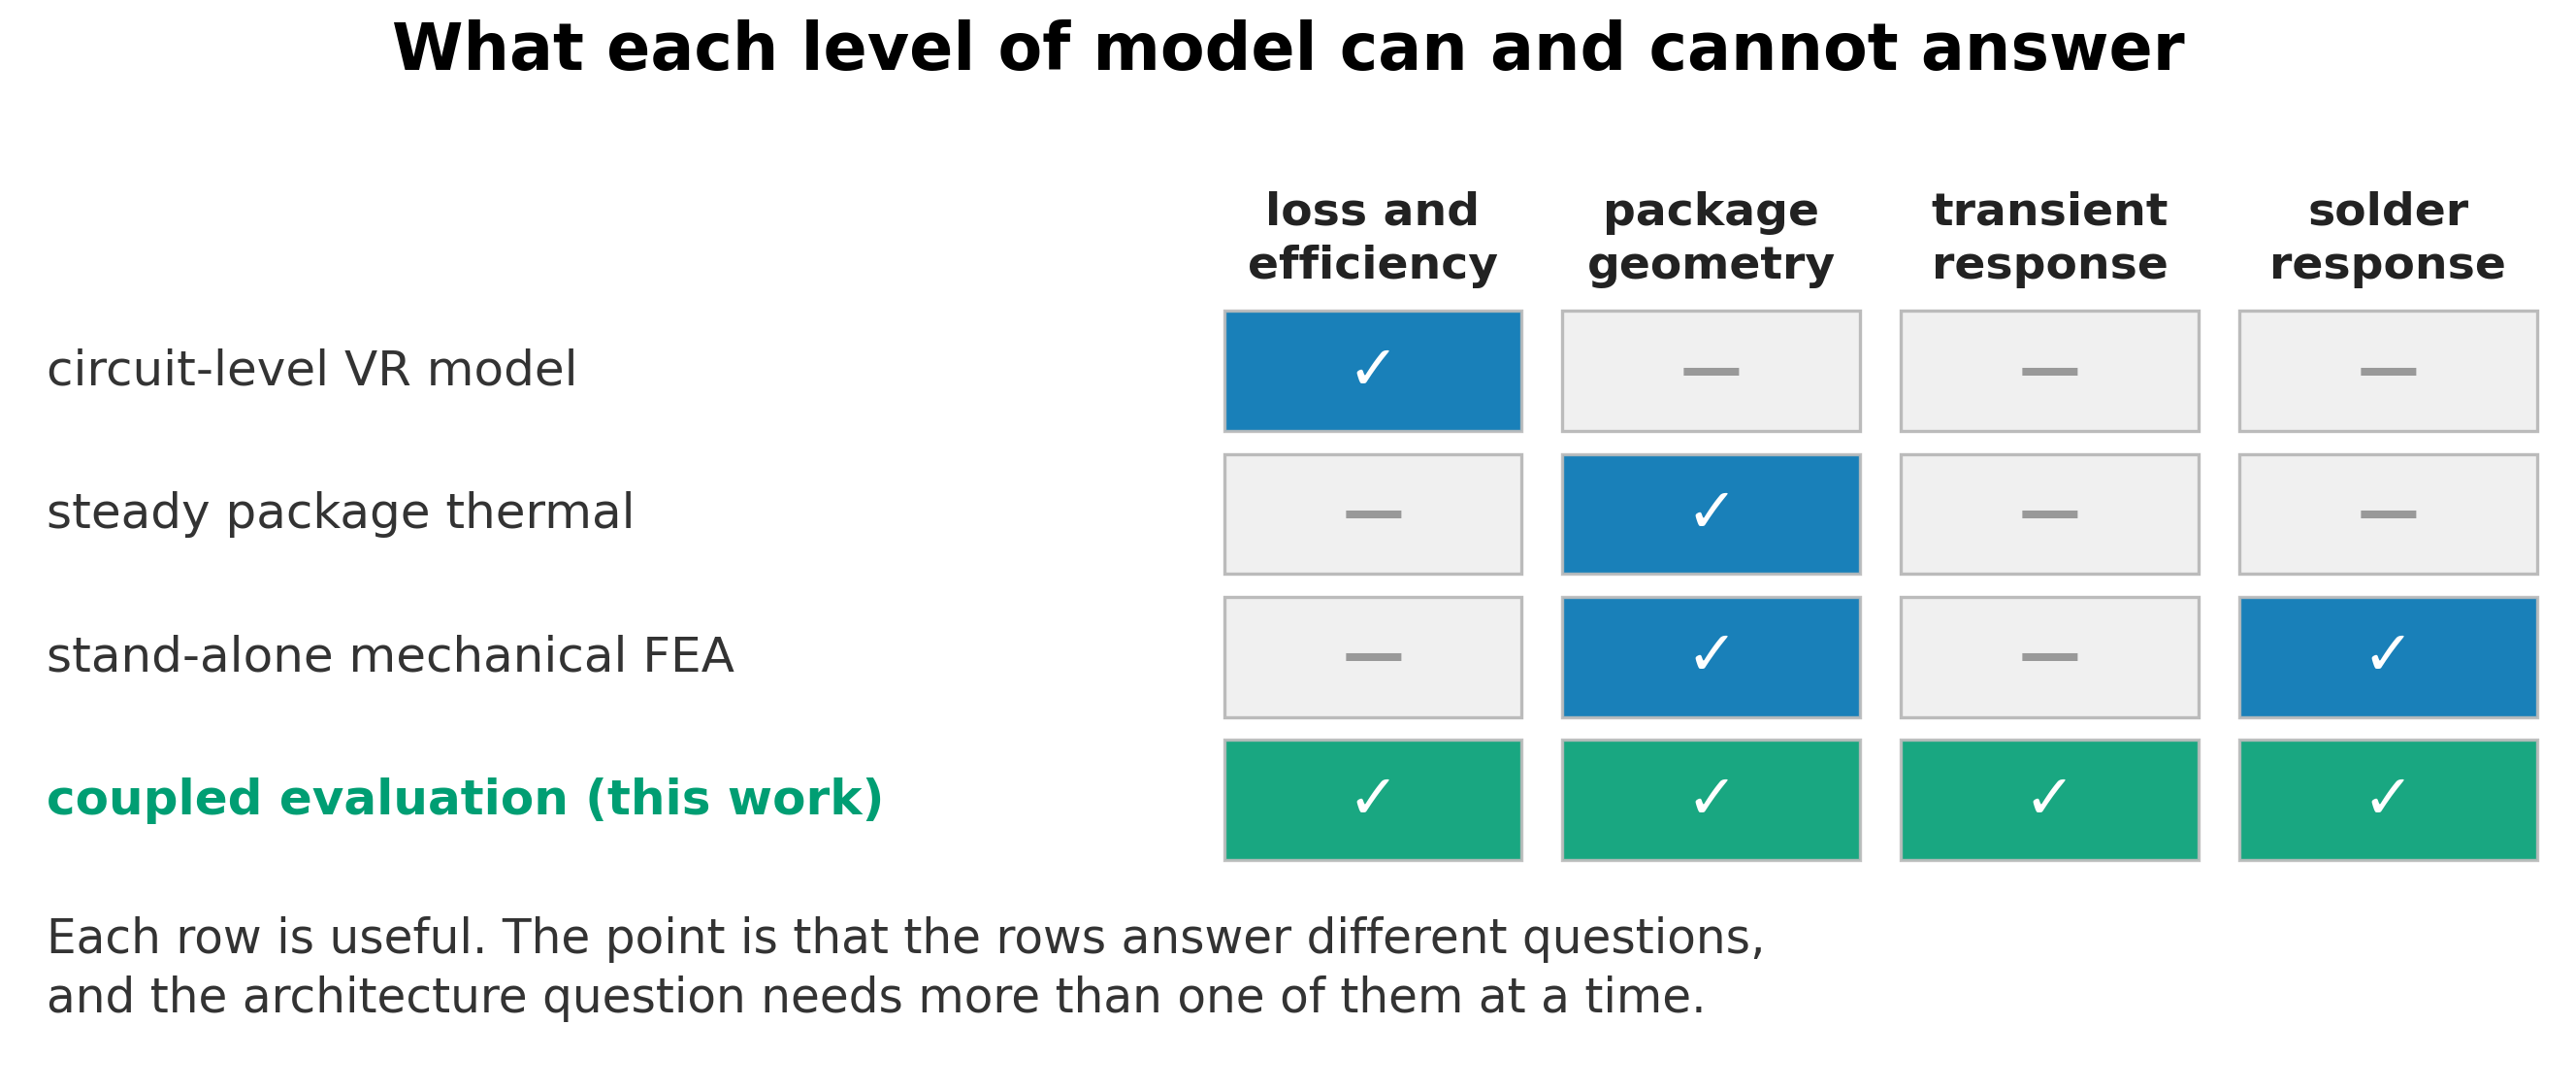 What each level of model can and cannot answer
loss and efficiency
package geometry
transient response
solder response
circuit-level VR model ✓ — — —
steady package thermal — ✓ — —
stand-alone mechanical FEA — ✓ — ✓
coupled evaluation (this work) ✓ ✓ ✓ ✓
Each row is useful. The point is that the rows answer different questions,
and the architecture question needs more than one of them at a time.